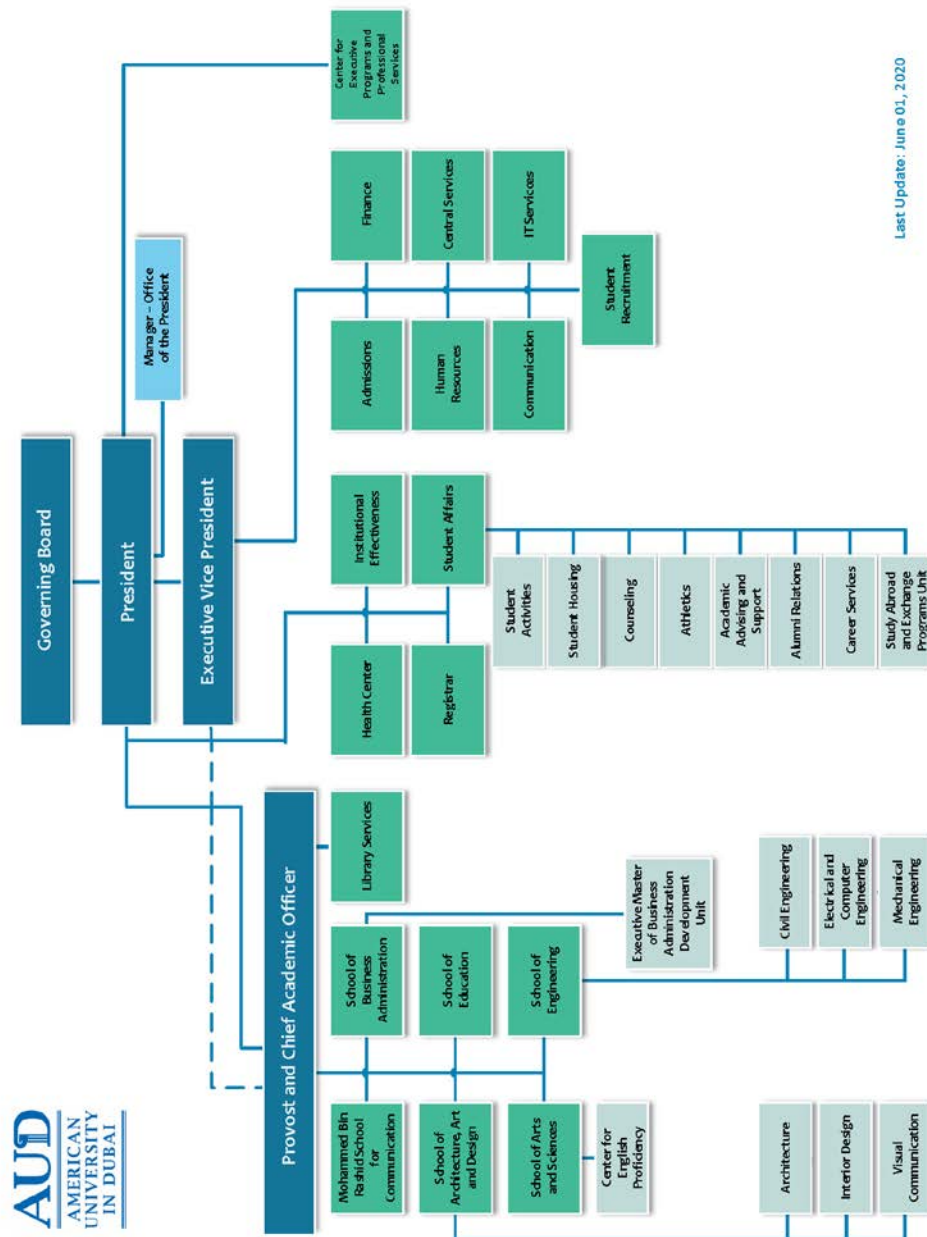 AUD
AMERICAN
UNIVERSITY
IN DUBAI
Governing Board
President
Manager – Office
of the President
Executive Vice President
Provost and Chief Academic Officer
Mohammed Bin
Rashid School
for
Communication
School of
Business
Administration
Library Services
School of
Architecture, Art
and Design
School of
Education
School of Arts
and Sciences
School of
Engineering
Center for
English
Proficiency
Executive Master
of Business
Administration
Development
Unit
Architecture
Interior Design
Visual
Communication
Civil Engineering
Electrical and
Computer
Engineering
Mechanical
Engineering
Health Center
Institutional
Effectiveness
Registrar
Student Affairs
Student
Activities
Student Housing
Counseling
Athletics
Academic
Advising and
Support
Alumni Relations
Career Services
Study Abroad
and Exchange
Programs Unit
Admissions
Finance
Human
Resources
Central Services
Communication
IT Services
Student
Recruitment
Center for
Executive
Programs and
Professional
Services
Last Update: June 01, 2020